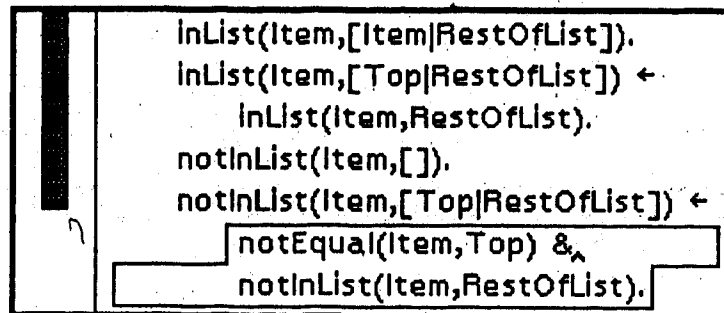 inList(Item,[Item|RestOfList]).
inList(Item,[Top|RestOfList]) ←
inList(Item,RestOfList).
notInList(Item,[]).
notInList(Item,[Top|RestOfList]) ←
notEqual(Item,Top) &
notInList(Item,RestOfList).